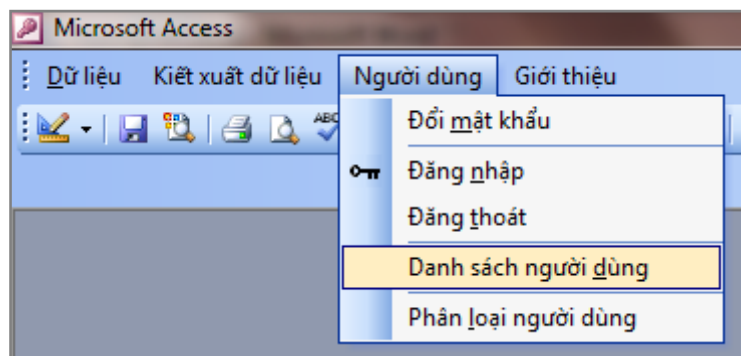 Microsoft Access
Dữ liệu Kiết xuất dữ liệu Người dùng Giới thiệu
ABC
Đổi mật khẩu
Đăng nhập
Đăng thoát
Danh sách người dùng
Phân loại người dùng